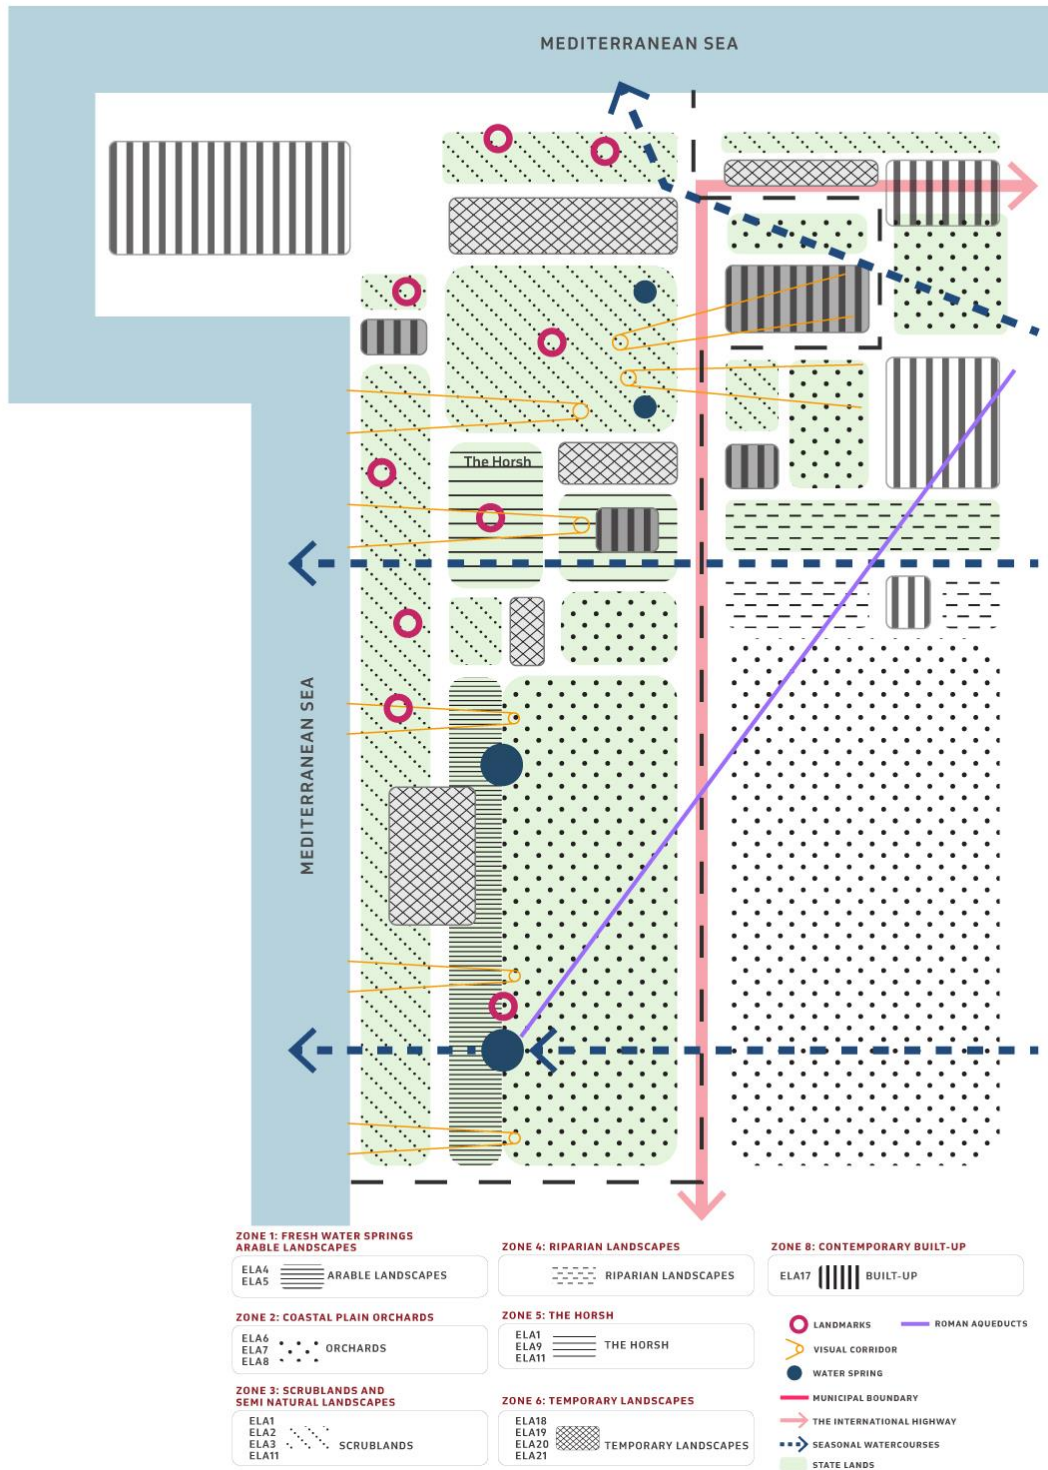 MEDITERRANEAN SEA
The Horsh
MEDITERRANEAN SEA
ZONE 1: FRESH WATER SPRINGS
ARABLE LANDSCAPES
ELA4
ELA5
ARABLE LANDSCAPES
ZONE 2: COASTAL PLAIN ORCHARDS
ELA6
ELA7
ELA8
ORCHARDS
ZONE 3: SCRUBLANDS AND
SEMI NATURAL LANDSCAPES
ELA1
ELA2
ELA3
ELA11
SCRUBLANDS
ZONE 4: RIPARIAN LANDSCAPES
RIPARIAN LANDSCAPES
ZONE 5: THE HORSH
ELA1
ELA9
ELA11
THE HORSH
ZONE 6: TEMPORARY LANDSCAPES
ELA18
ELA19
ELA20
ELA21
TEMPORARY LANDSCAPES
ZONE 8: CONTEMPORARY BUILT-UP
ELA17
BUILT-UP
LANDMARKS
ROMAN AQUEDUCTS
VISUAL CORRIDOR
WATER SPRING
MUNICIPAL BOUNDARY
THE INTERNATIONAL HIGHWAY
SEASONAL WATERCOURSES
STATE LANDS